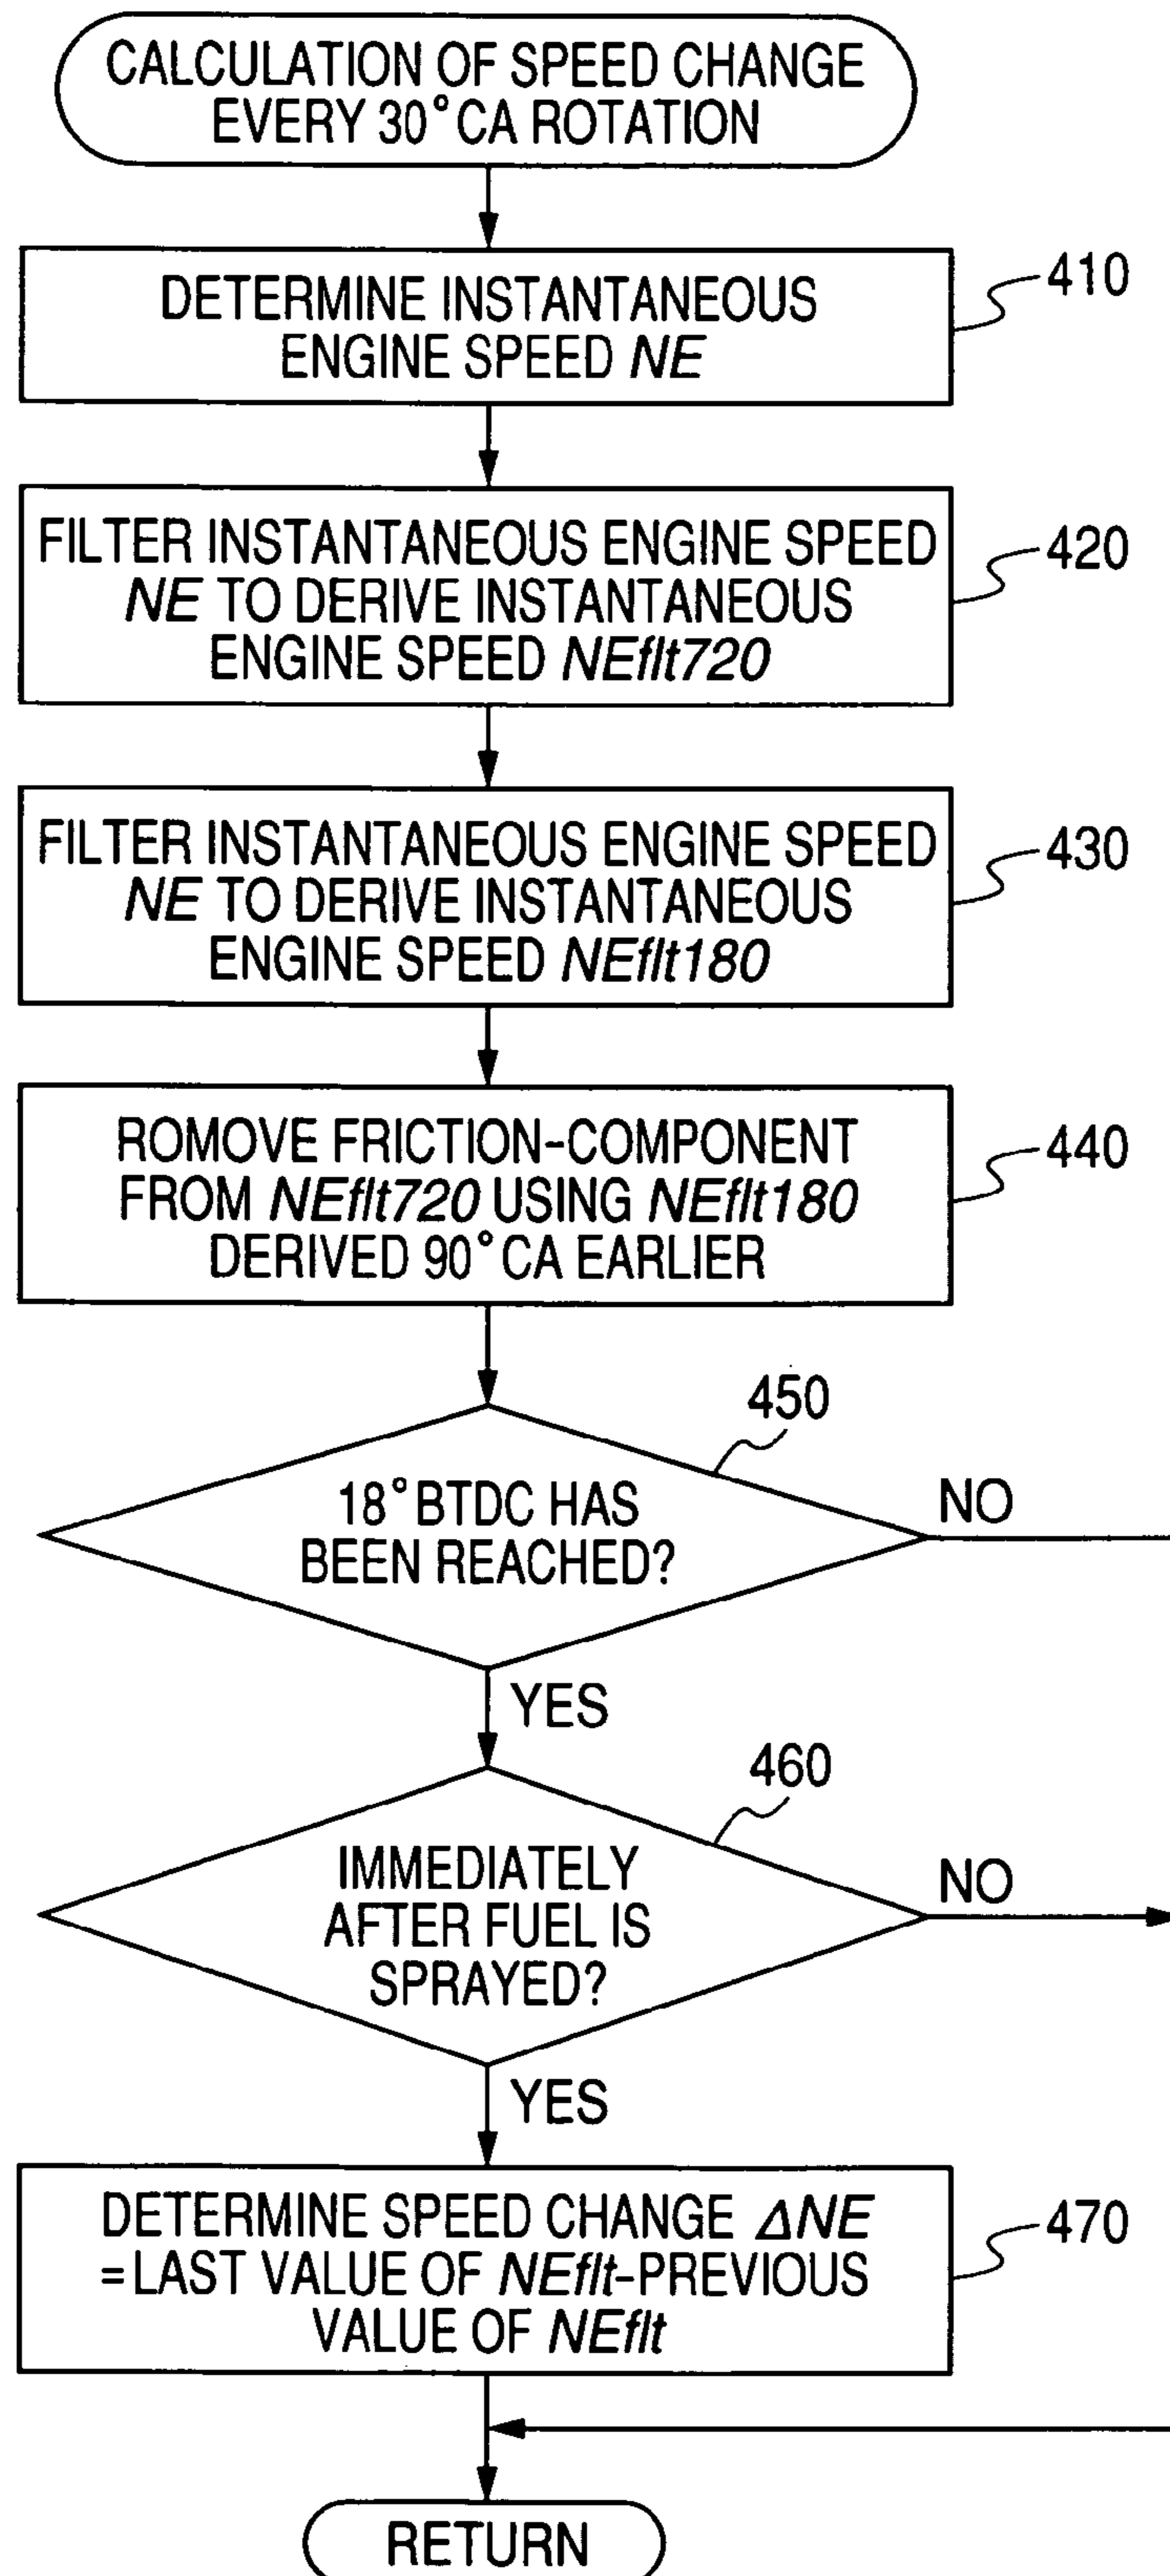 CALCULATION OF SPEED CHANGE
EVERY 30°CA ROTATION
DETERMINE INSTANTANEOUS
ENGINE SPEED NE
410
FILTER INSTANTANEOUS ENGINE SPEED
NE TO DERIVE INSTANTANEOUS
ENGINE SPEED NEflt720
420
FILTER INSTANTANEOUS ENGINE SPEED
NE TO DERIVE INSTANTANEOUS
ENGINE SPEED NEflt180
430
ROMOVE FRICTION-COMPONENT
FROM NEflt720 USING NEflt180
DERIVED 90°CA EARLIER
440
450
18°BTDC HAS
BEEN REACHED?
NO
YES
460
IMMEDIATELY
AFTER FUEL IS
SPRAYED?
NO
YES
DETERMINE SPEED CHANGE ΔNE
=LAST VALUE OF NEflt-PREVIOUS
VALUE OF NEflt
470
RETURN